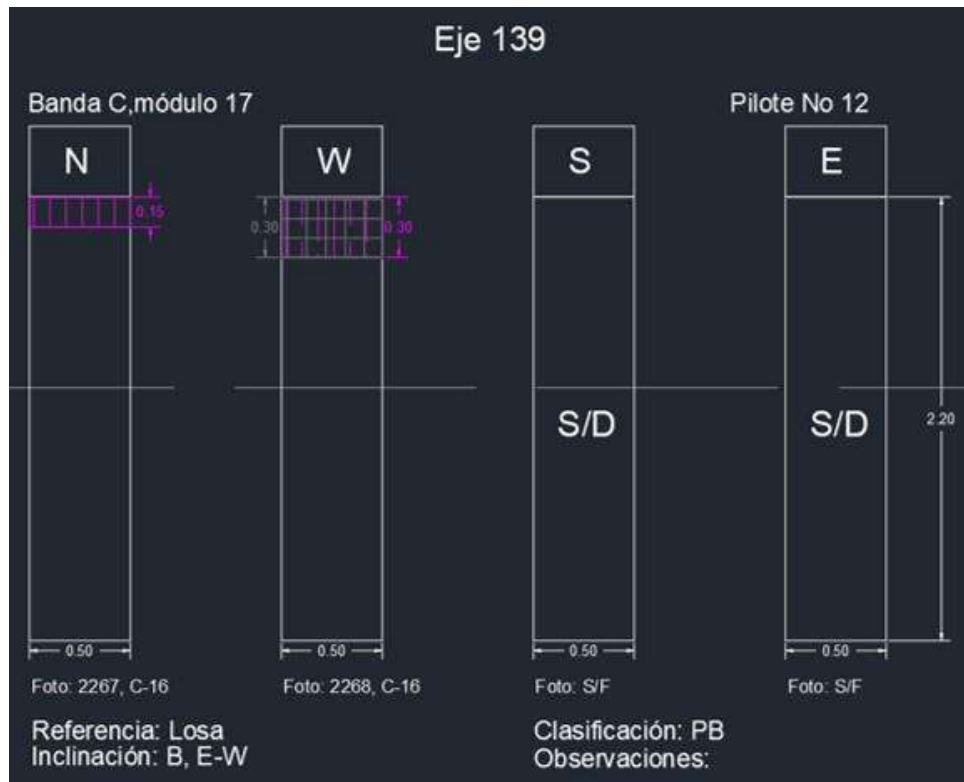 Eje 139
Banda C,módulo 17
Pilote No 12
N
W
S
E
0.15
0.30
0.30
S/D
S/D
2.20
0.50
0.50
0.50
0.50
Foto: 2267, C-16
Foto: 2268, C-16
Foto: S/F
Foto: S/F
Referencia: Losa
Inclinación: B, E-W
Clasificación: PB
Observaciones: